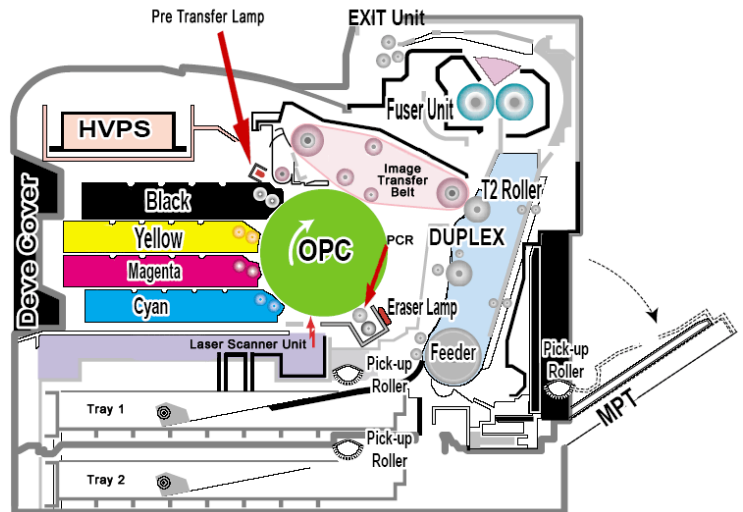 Pre Transfer Lamp
EXIT Unit
HVPS
Fuser Unit
Image
Transfer
Belt
T2 Roller
Deve Cover
Black
Yellow
Magenta
Cyan
OPC
PCR
DUPLEX
Eraser Lamp
Laser Scanner Unit
Feeder
Pick-up
Roller
Pick-up
Roller
MPT
Tray 1
Pick-up
Roller
Tray 2